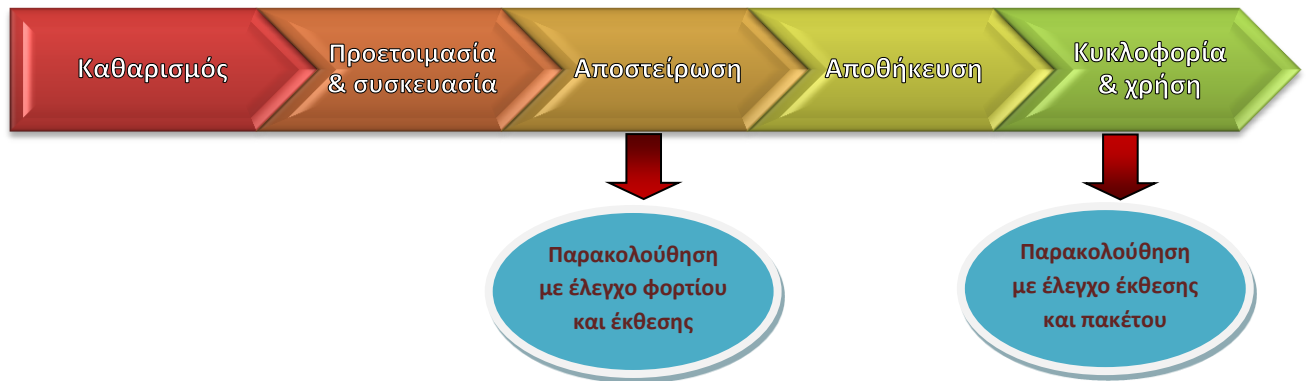 Καθαρισμός
Προετοιμασία
& συσκευασία
Αποστείρωση
Αποθήκευση
Κυκλοφορία
& χρήση
Παρακολούθηση
με έλεγχο φορτίου
και έκθεσης
Παρακολούθηση
με έλεγχο έκθεσης
και πακέτου